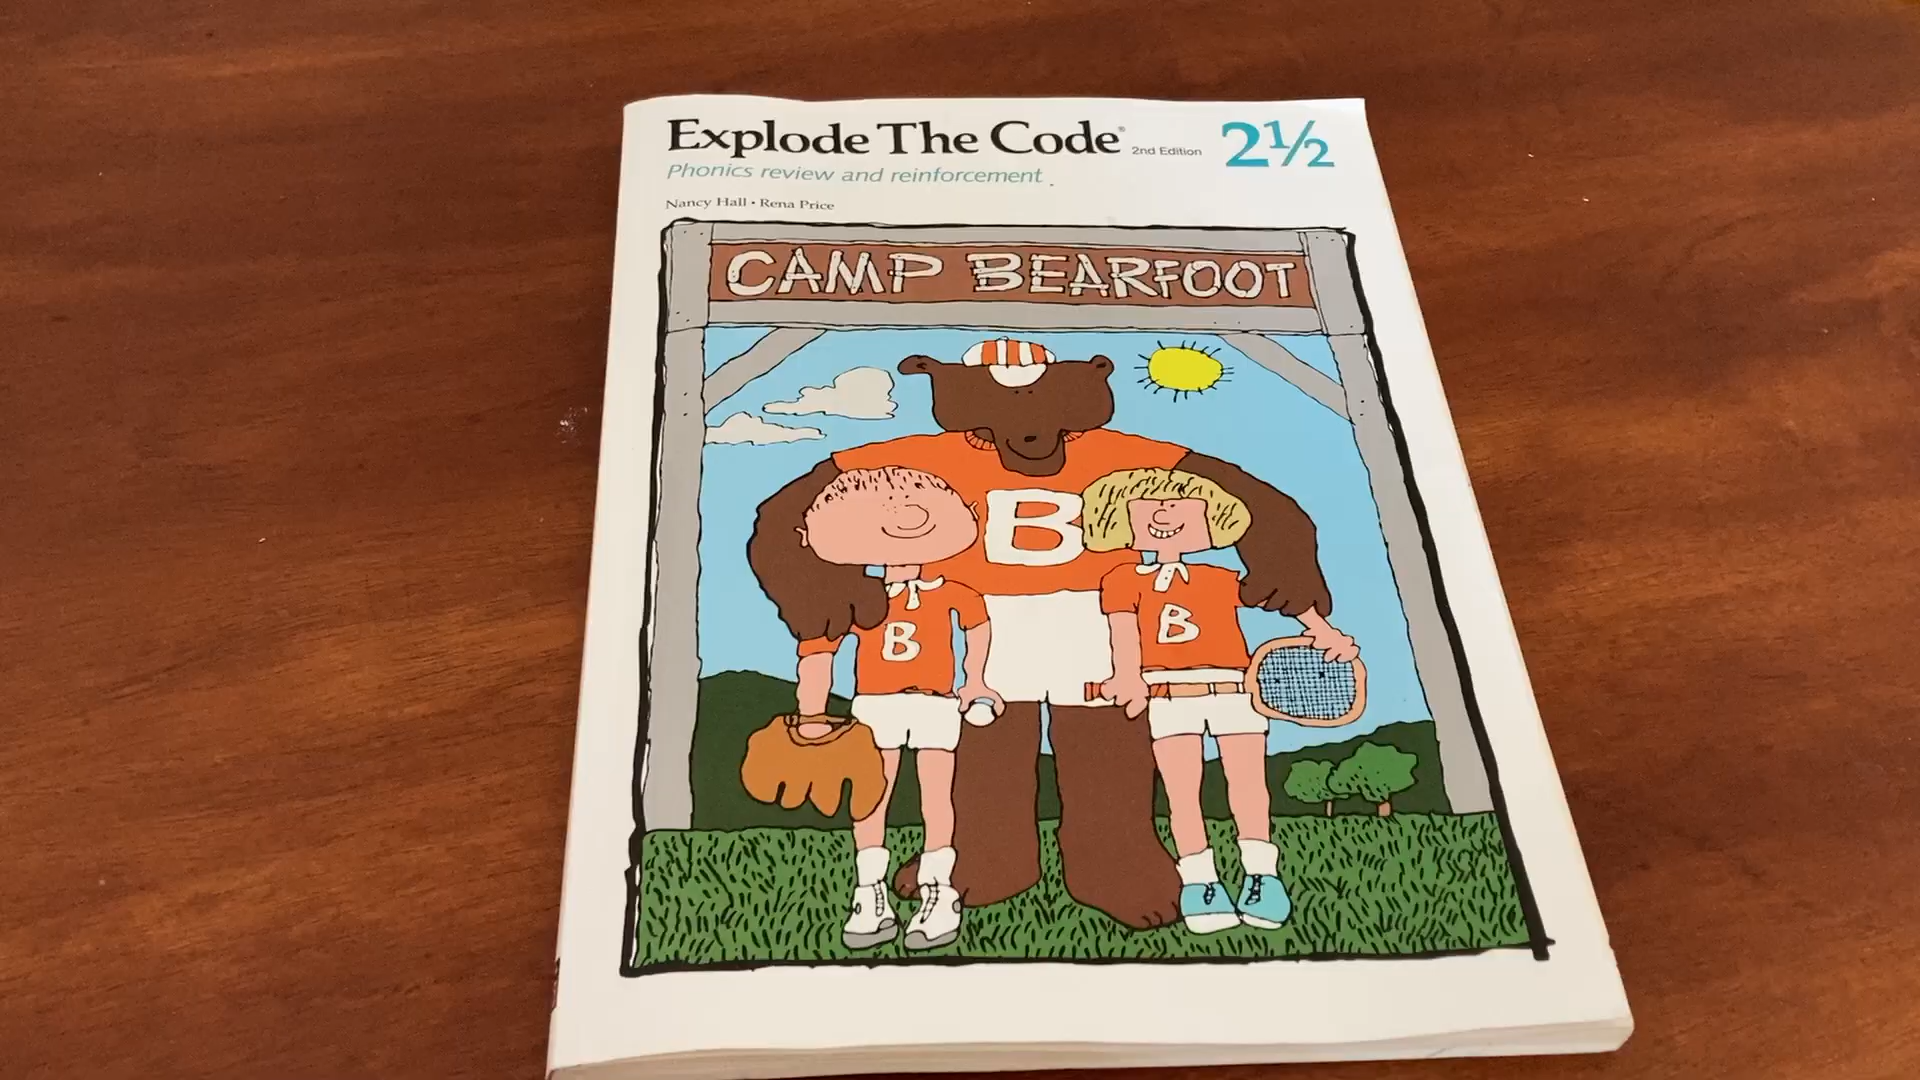 Explode The Code® 2nd Edition 2½
Phonics review and reinforcement
Nancy Hall • Rena Price
CAMP BEARFOOT
B
B
B